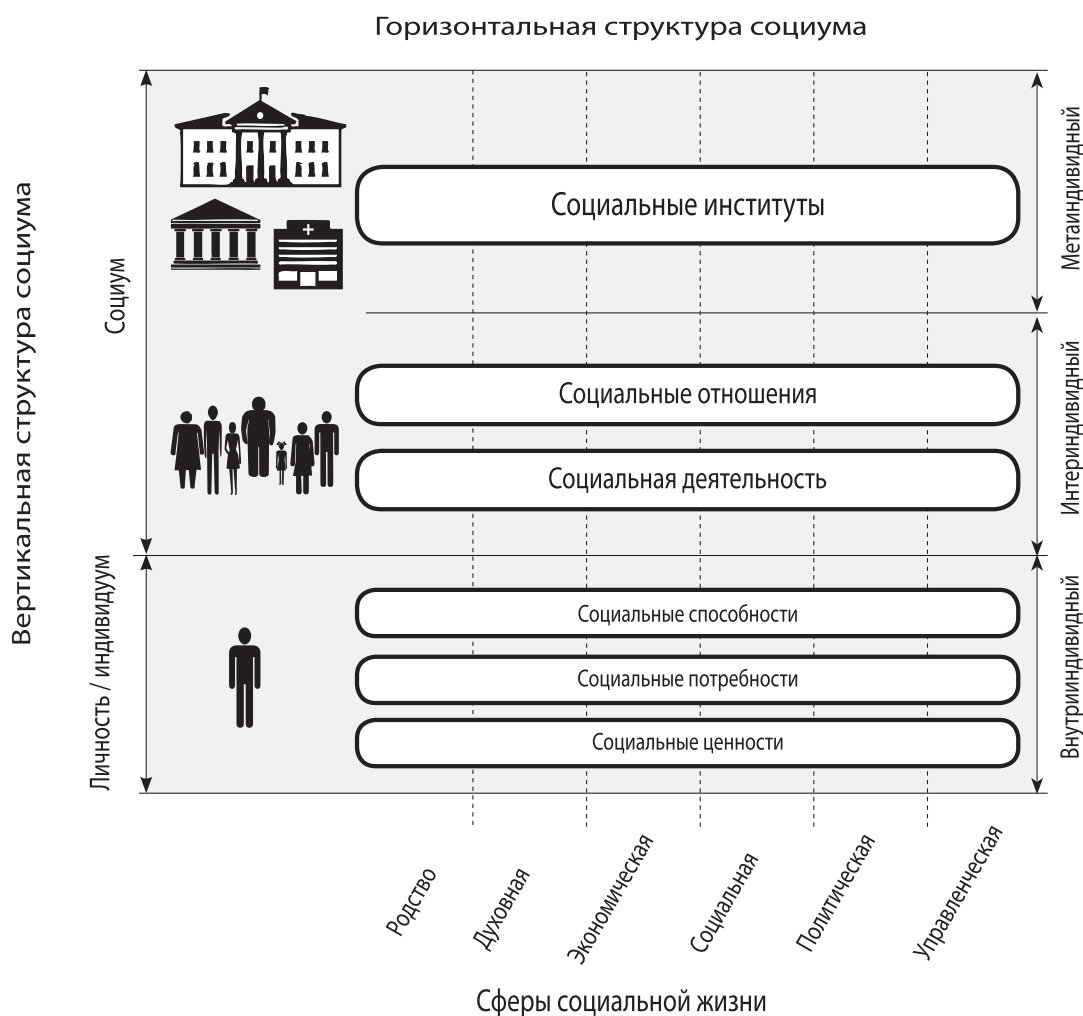 Горизонтальная структура социума
Вертикальная структура социума
Социум
Личность / индивидуум
Социальные институты
Социальные отношения
Социальная деятельность
Социальные способности
Социальные потребности
Социальные ценности
Метаиндивидный
Интериндивидный
Внутрииндивидный
Родство
Духовная
Экономическая
Социальная
Политическая
Управленческая
Сферы социальной жизни